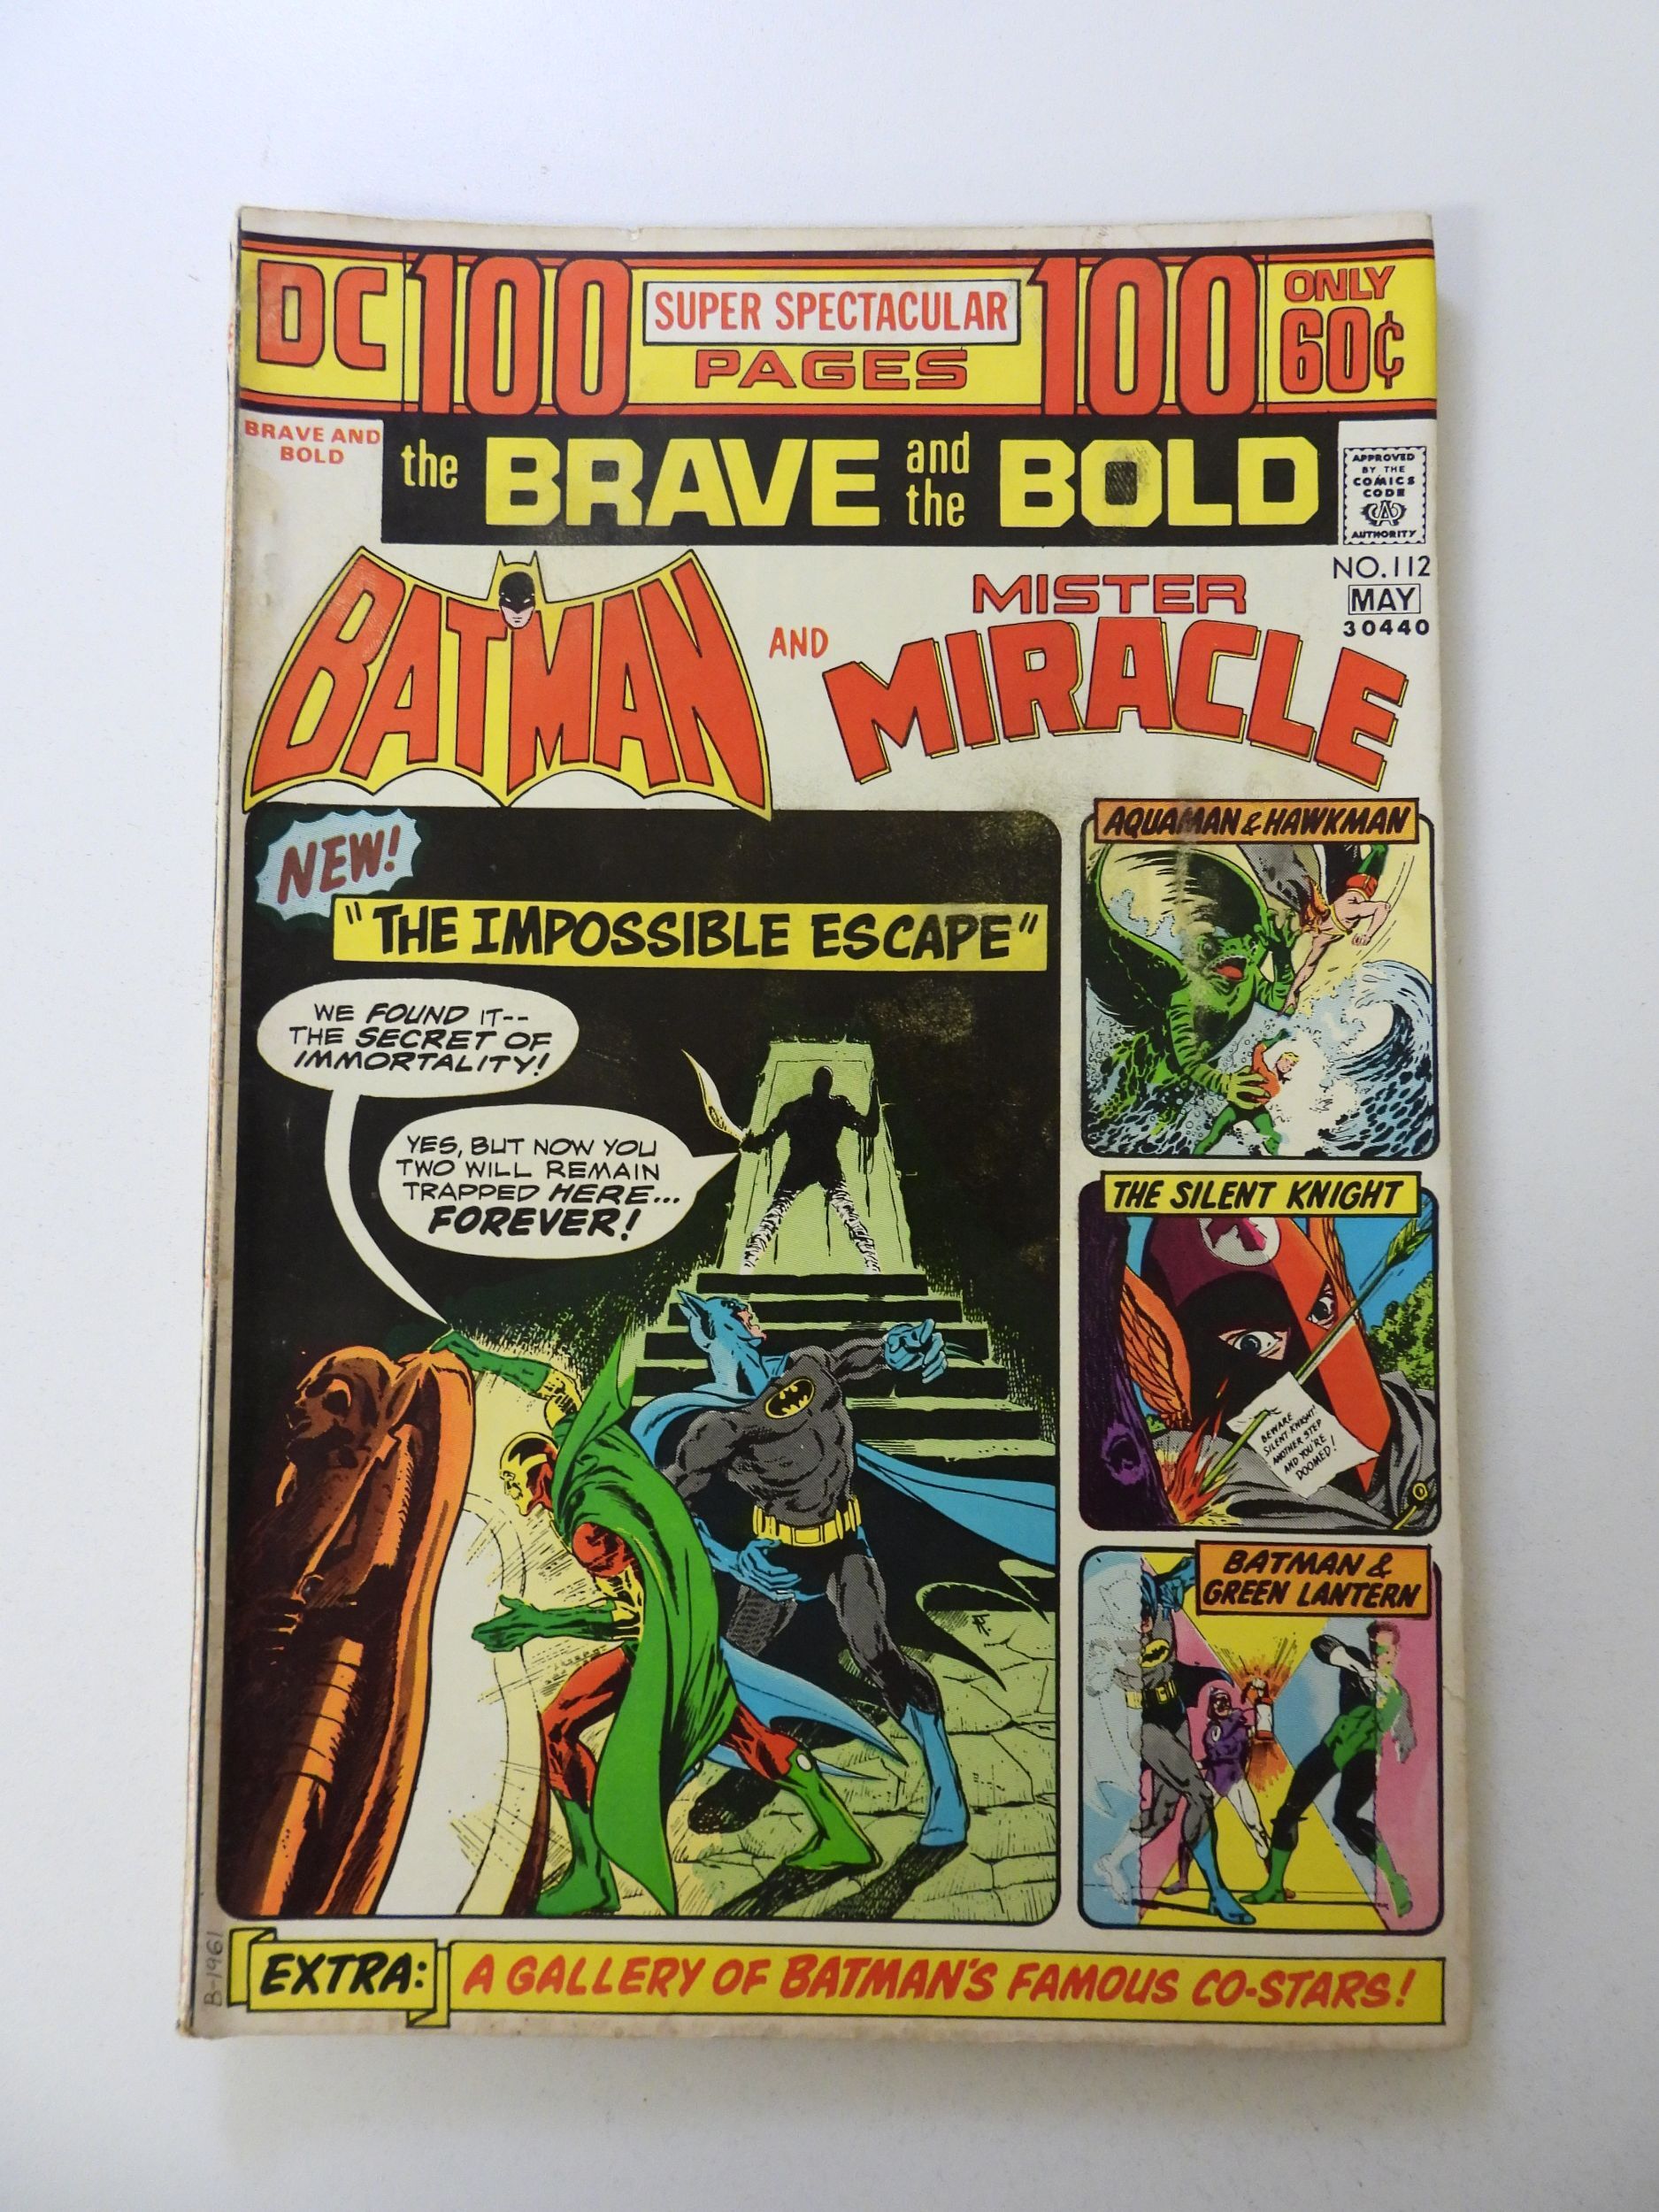 DC 100 SUPER SPECTACULAR PAGES 100 ONLY 60¢
BRAVE AND
BOLD
the BRAVE and the BOLD
APPROVED
BY THE
COMICS
CODE
CA
AUTHORITY
NO.112
MAY
30440
BATMAN
AND
MISTER
MIRACLE
NEW!
"THE IMPOSSIBLE ESCAPE"
WE FOUND IT--
THE SECRET OF
IMMORTALITY!
YES, BUT NOW YOU
TWO WILL REMAIN
TRAPPED HERE...
FOREVER!
AQUAMAN & HAWKMAN
THE SILENT KNIGHT
BEWARE
SILENT KNIGHT!
ANOTHER STEP
AND YOU'RE
DOOMED!
BATMAN &
GREEN LANTERN
EXTRA: A GALLERY OF BATMAN'S FAMOUS CO-STARS!
B-1961